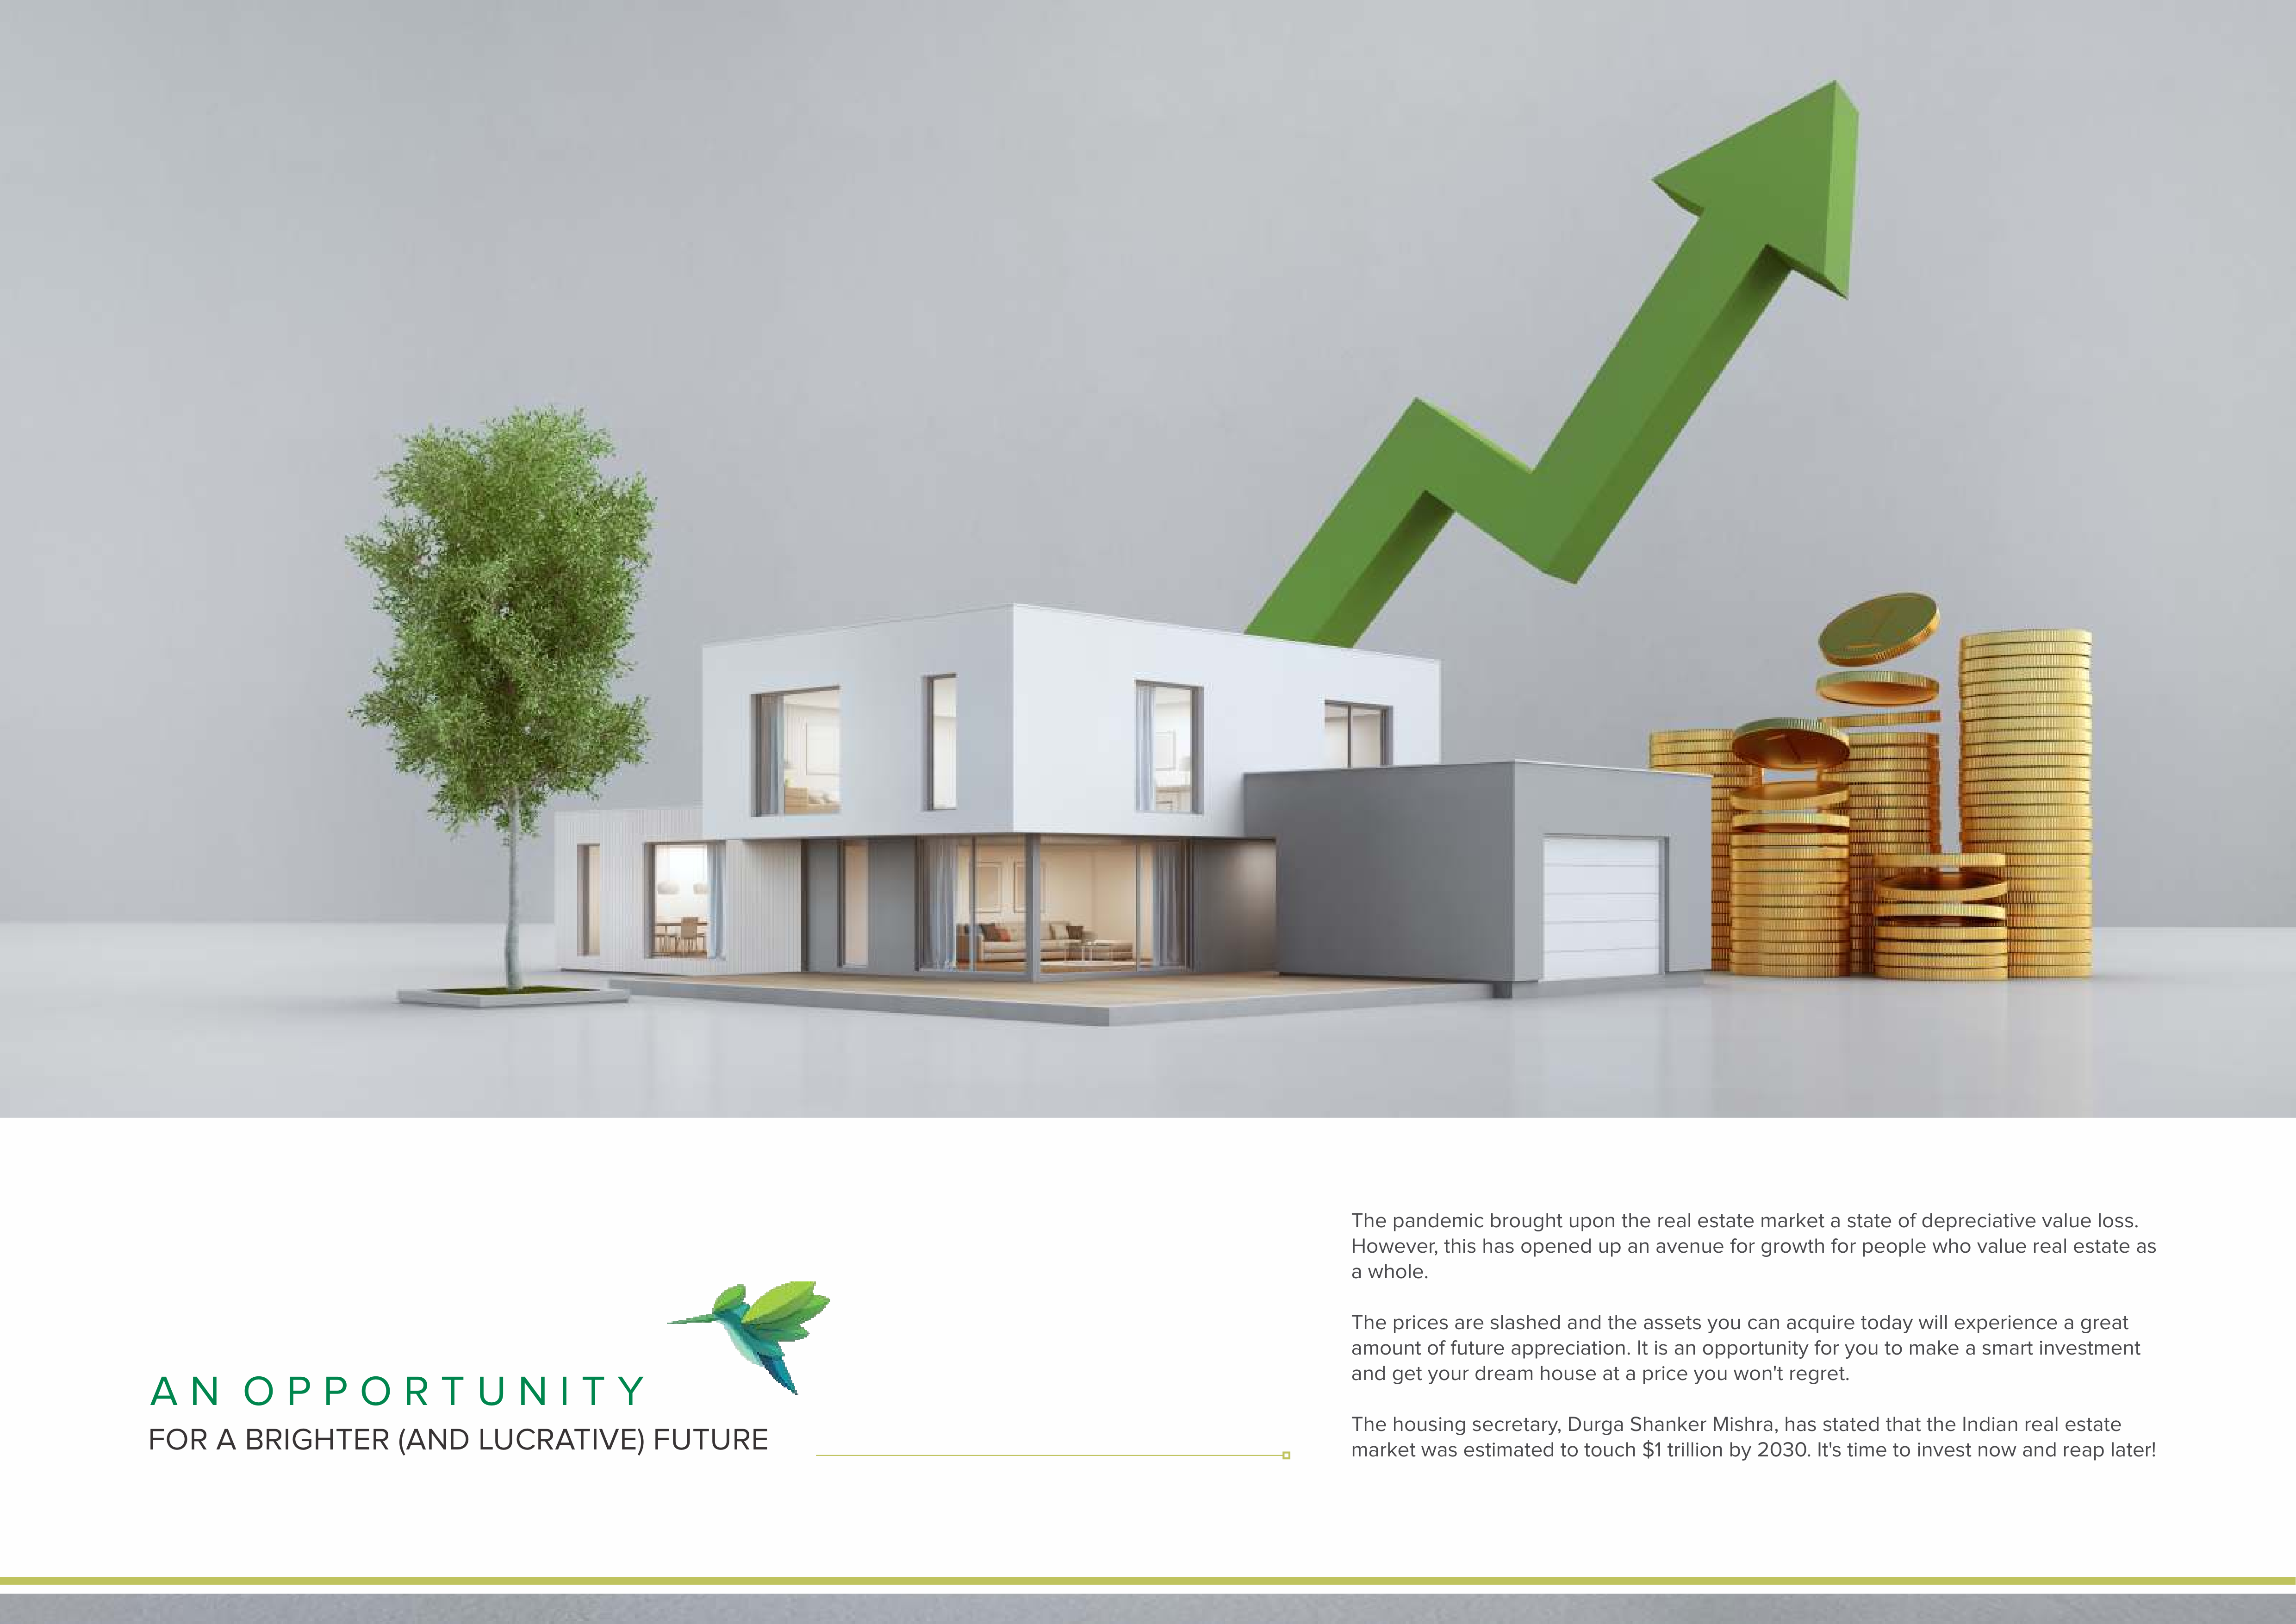 AN OPPORTUNITY
FOR A BRIGHTER (AND LUCRATIVE) FUTURE
The pandemic brought upon the real estate market a state of depreciative value loss.
However, this has opened up an avenue for growth for people who value real estate as
a whole.
The prices are slashed and the assets you can acquire today will experience a great
amount of future appreciation. It is an opportunity for you to make a smart investment
and get your dream house at a price you won't regret.
The housing secretary, Durga Shanker Mishra, has stated that the Indian real estate
market was estimated to touch $1 trillion by 2030. It's time to invest now and reap later!